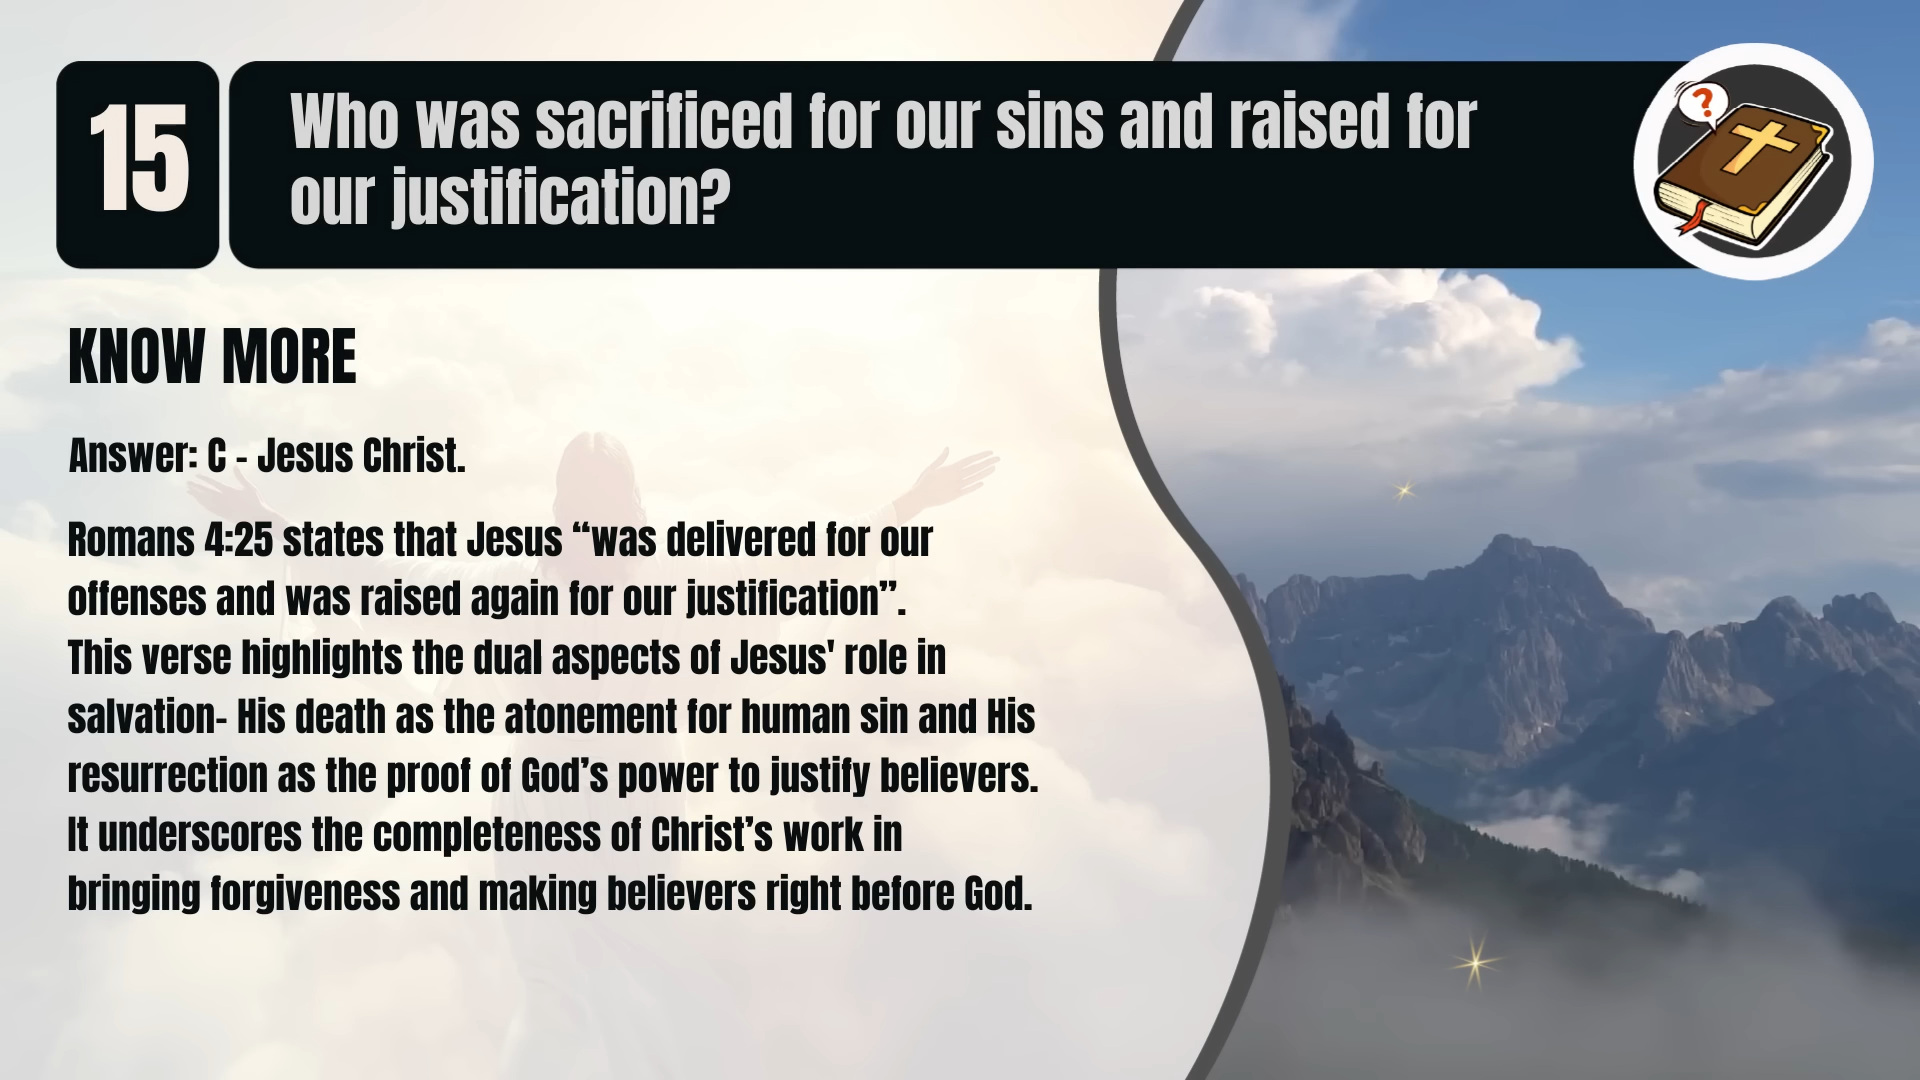 15
Who was sacrificed for our sins and raised for
our justification?
?
KNOW MORE
Answer: C - Jesus Christ.
Romans 4:25 states that Jesus “was delivered for our
offenses and was raised again for our justification”.
This verse highlights the dual aspects of Jesus' role in
salvation- His death as the atonement for human sin and His
resurrection as the proof of God’s power to justify believers.
It underscores the completeness of Christ’s work in
bringing forgiveness and making believers right before God.